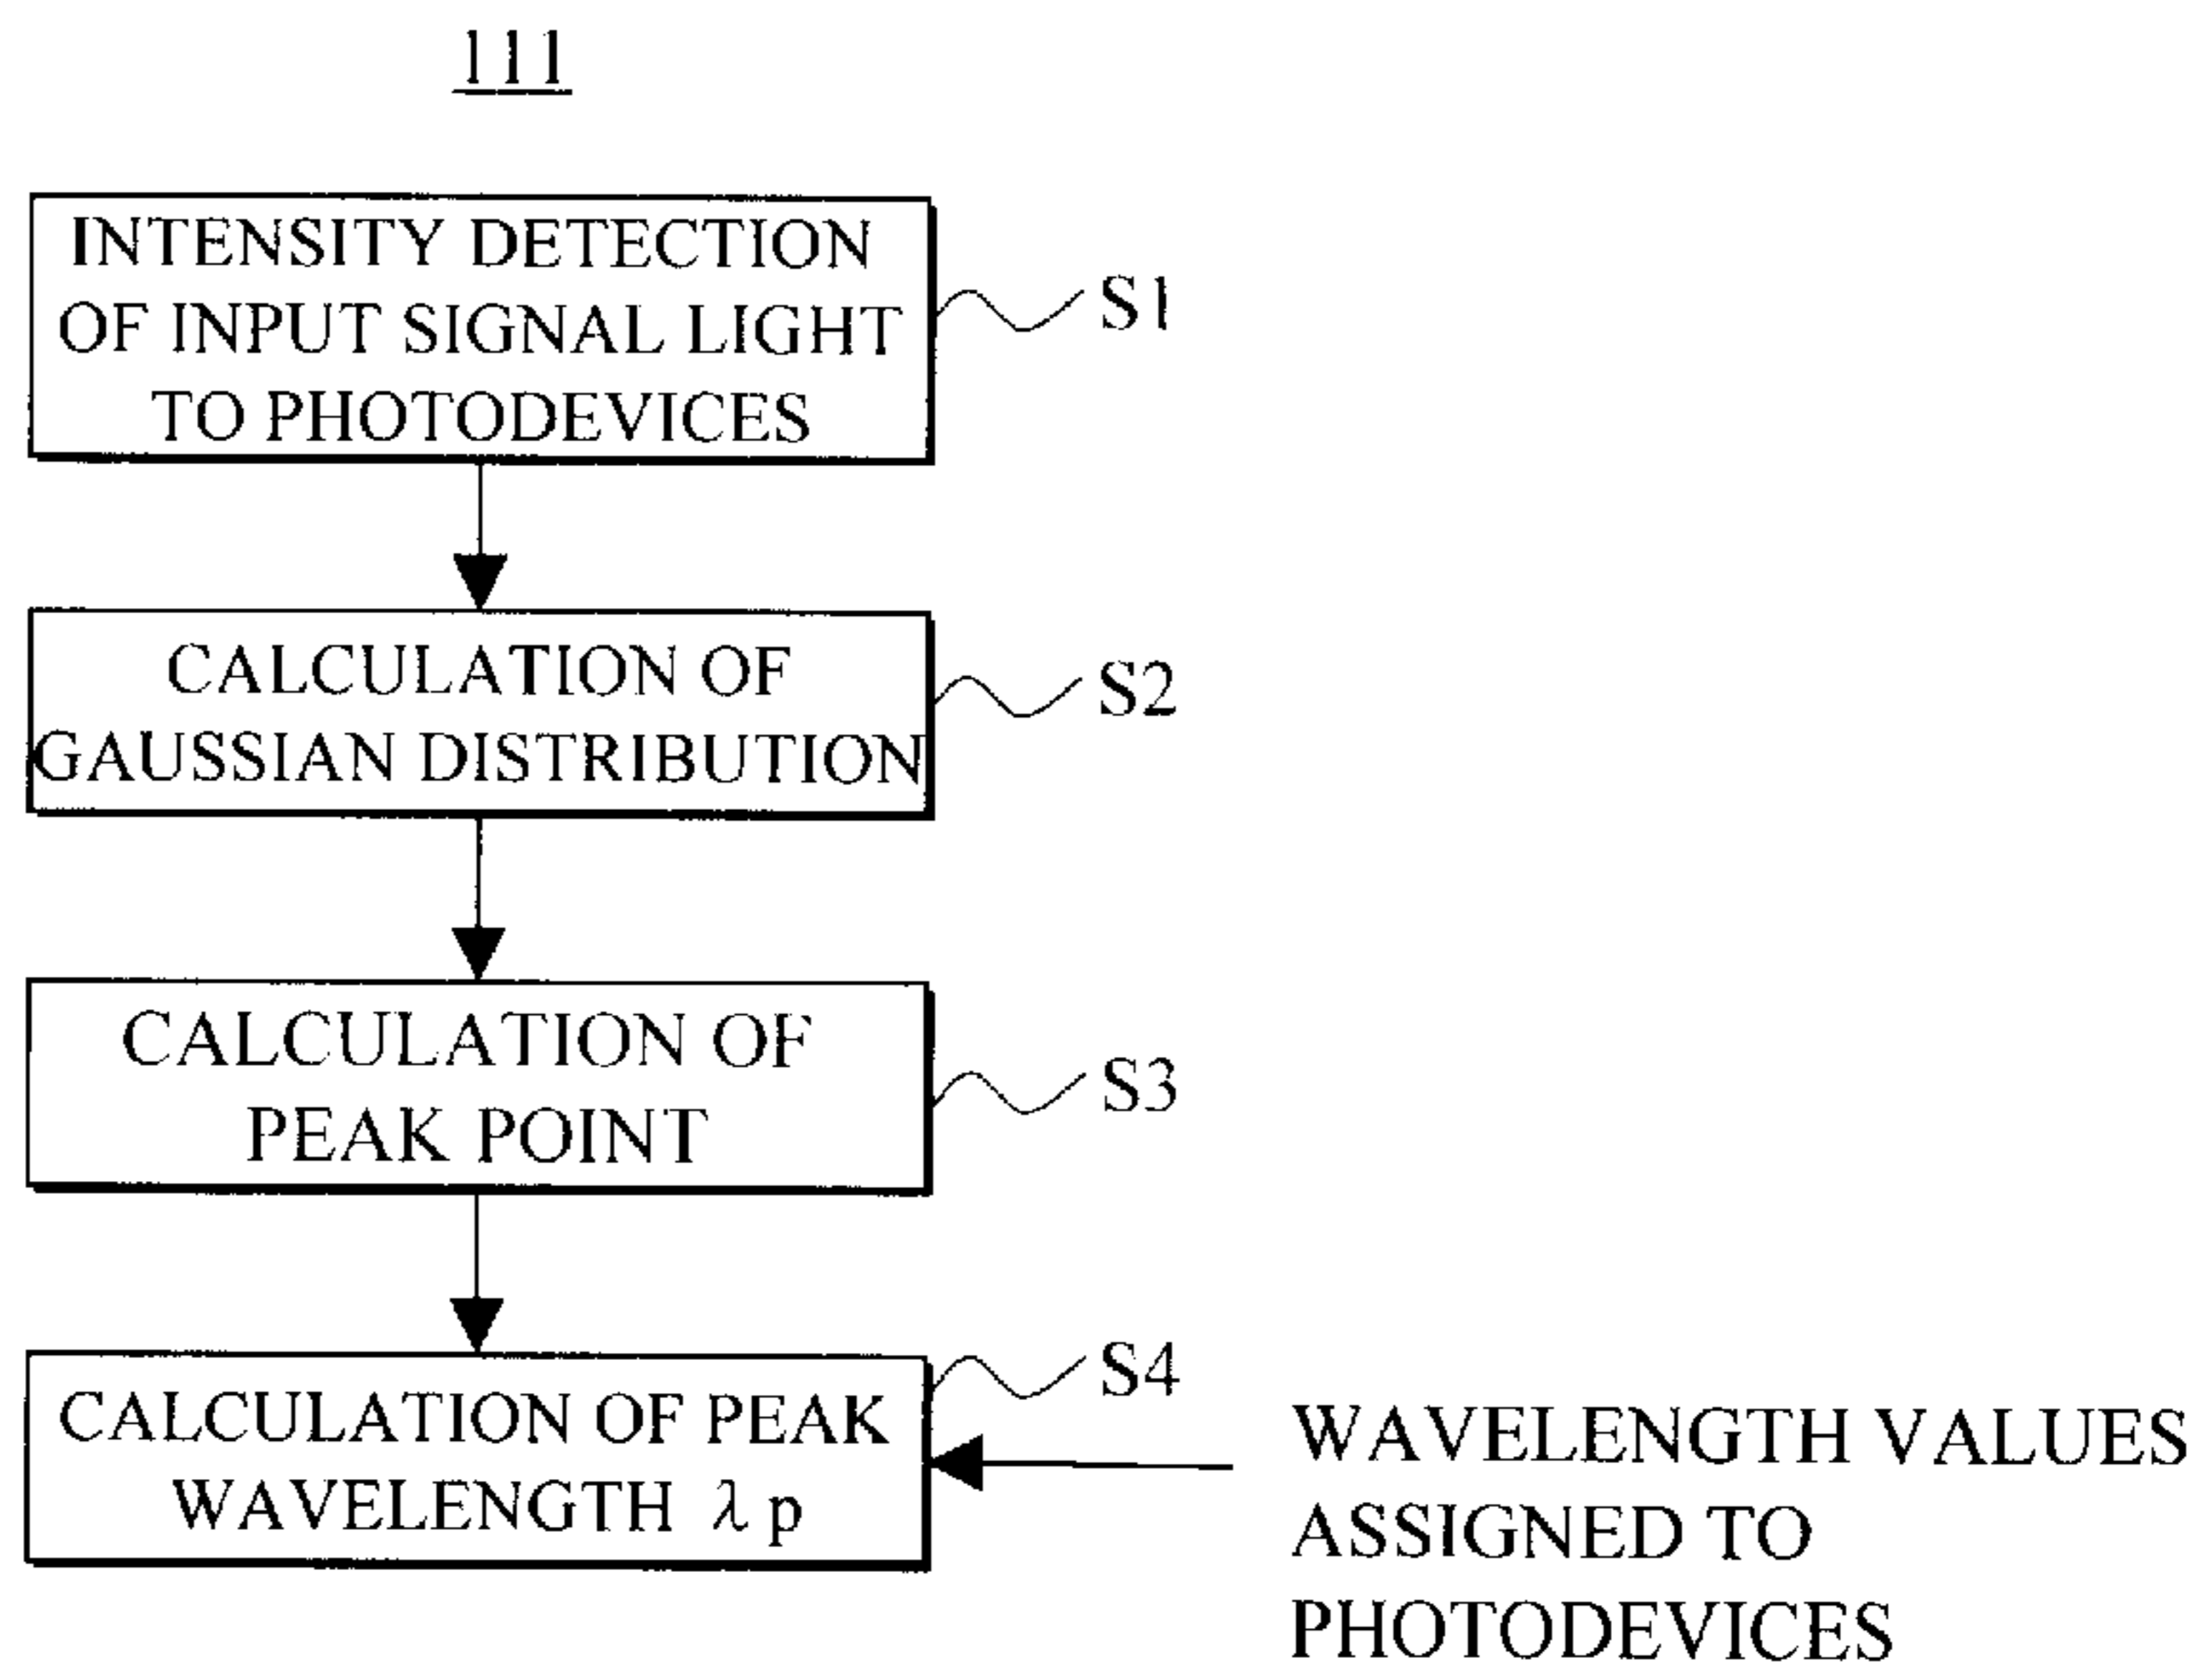 111
INTENSITY DETECTION
OF INPUT SIGNAL LIGHT
TO PHOTODEVICES
S1
CALCULATION OF
GAUSSIAN DISTRIBUTION
S2
CALCULATION OF
PEAK POINT
S3
CALCULATION OF PEAK
WAVELENGTH λp
S4
WAVELENGTH VALUES
ASSIGNED TO
PHOTODEVICES